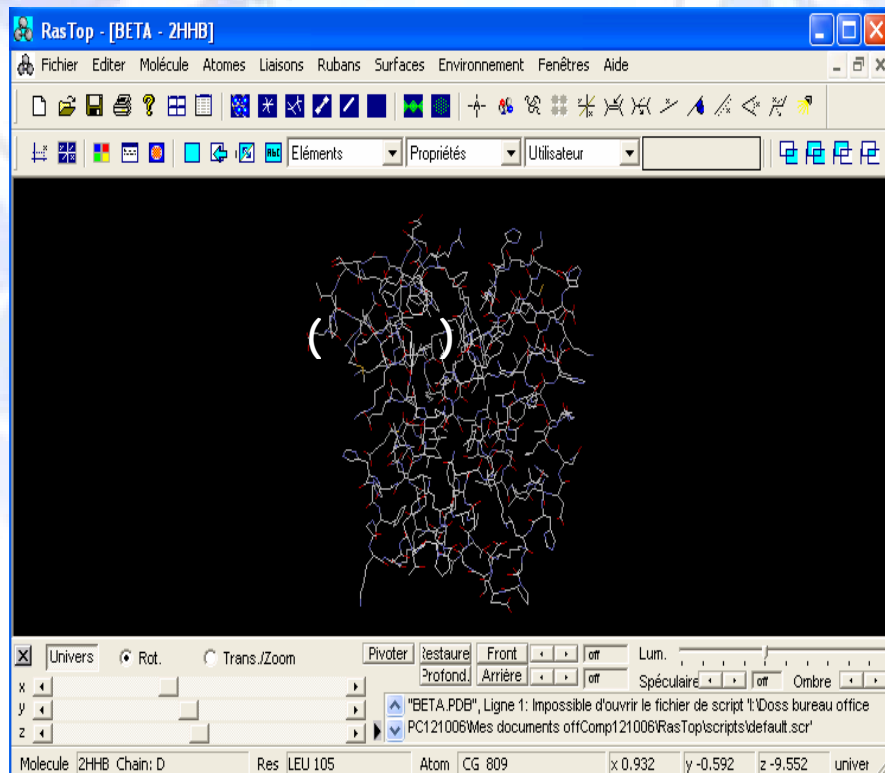 RasTop - [BETA - 2HHB]
Fichier Editer Molécule Atomes Liaisons Rubans Surfaces Environnement Fenêtres Aide
Eléments Propriétés Utilisateur
( )
Univers Rot. Trans./Zoom Pivoter Restaure Front off Lum.
Profond. Arrière off Spéculaire off Ombre
x
y
z
"BETA.PDB", Ligne 1: Impossible d'ouvrir le fichier de script 'I:\Doss bureau office
PC121006\Mes documents offComp121006\RasTop\scripts\default.scr'
Molecule 2HHB Chain: D Res LEU 105 Atom CG 809 x 0.932 y -0.592 z -9.552 univer